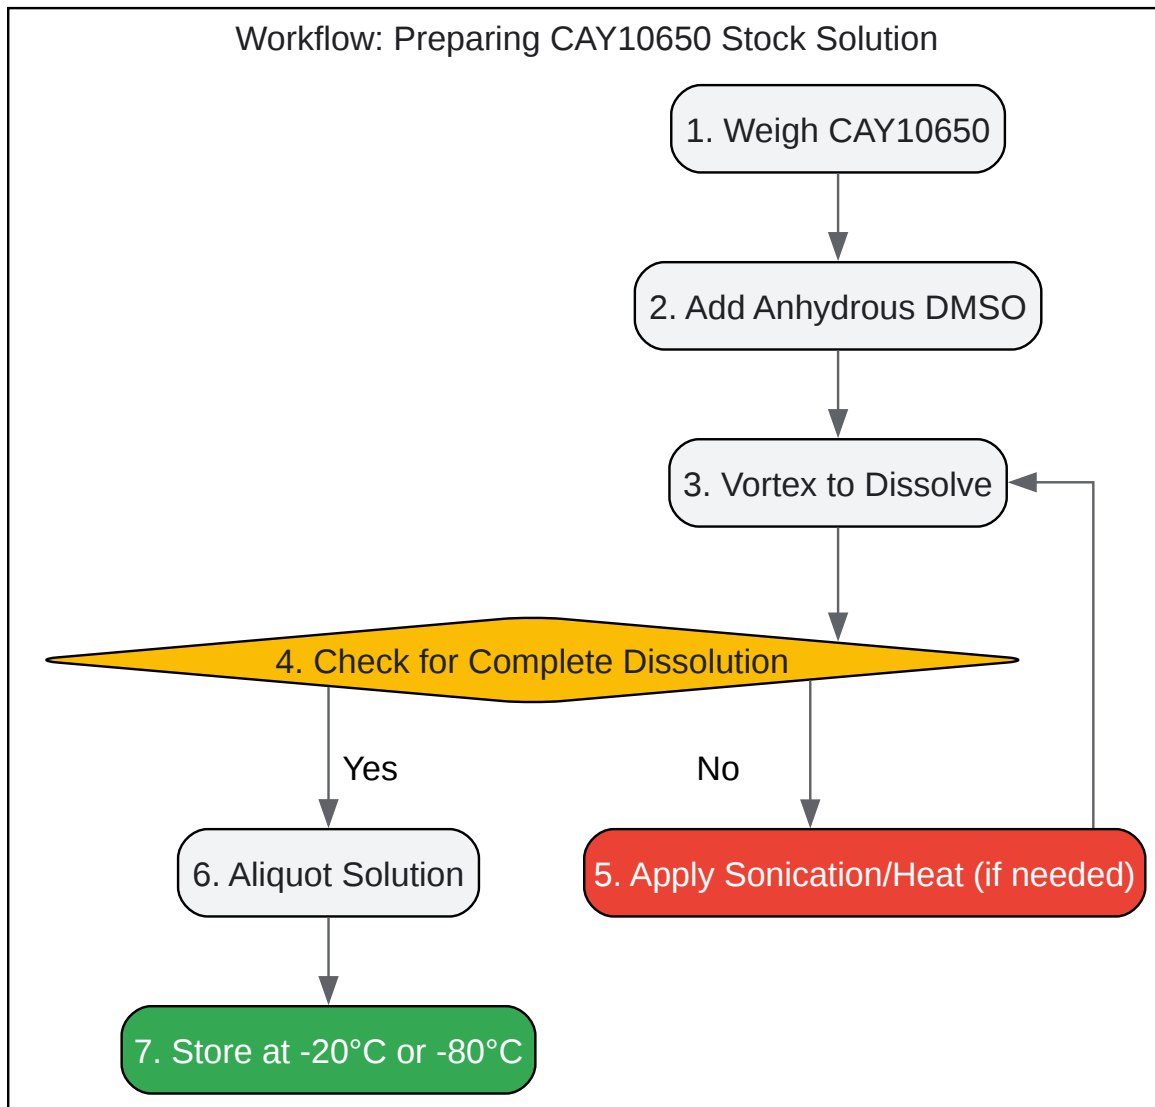 Workflow: Preparing CAY10650 Stock Solution
1. Weigh CAY10650
2. Add Anhydrous DMSO
3. Vortex to Dissolve
4. Check for Complete Dissolution
Yes
No
6. Aliquot Solution
5. Apply Sonication/Heat (if needed)
7. Store at -20°C or -80°C